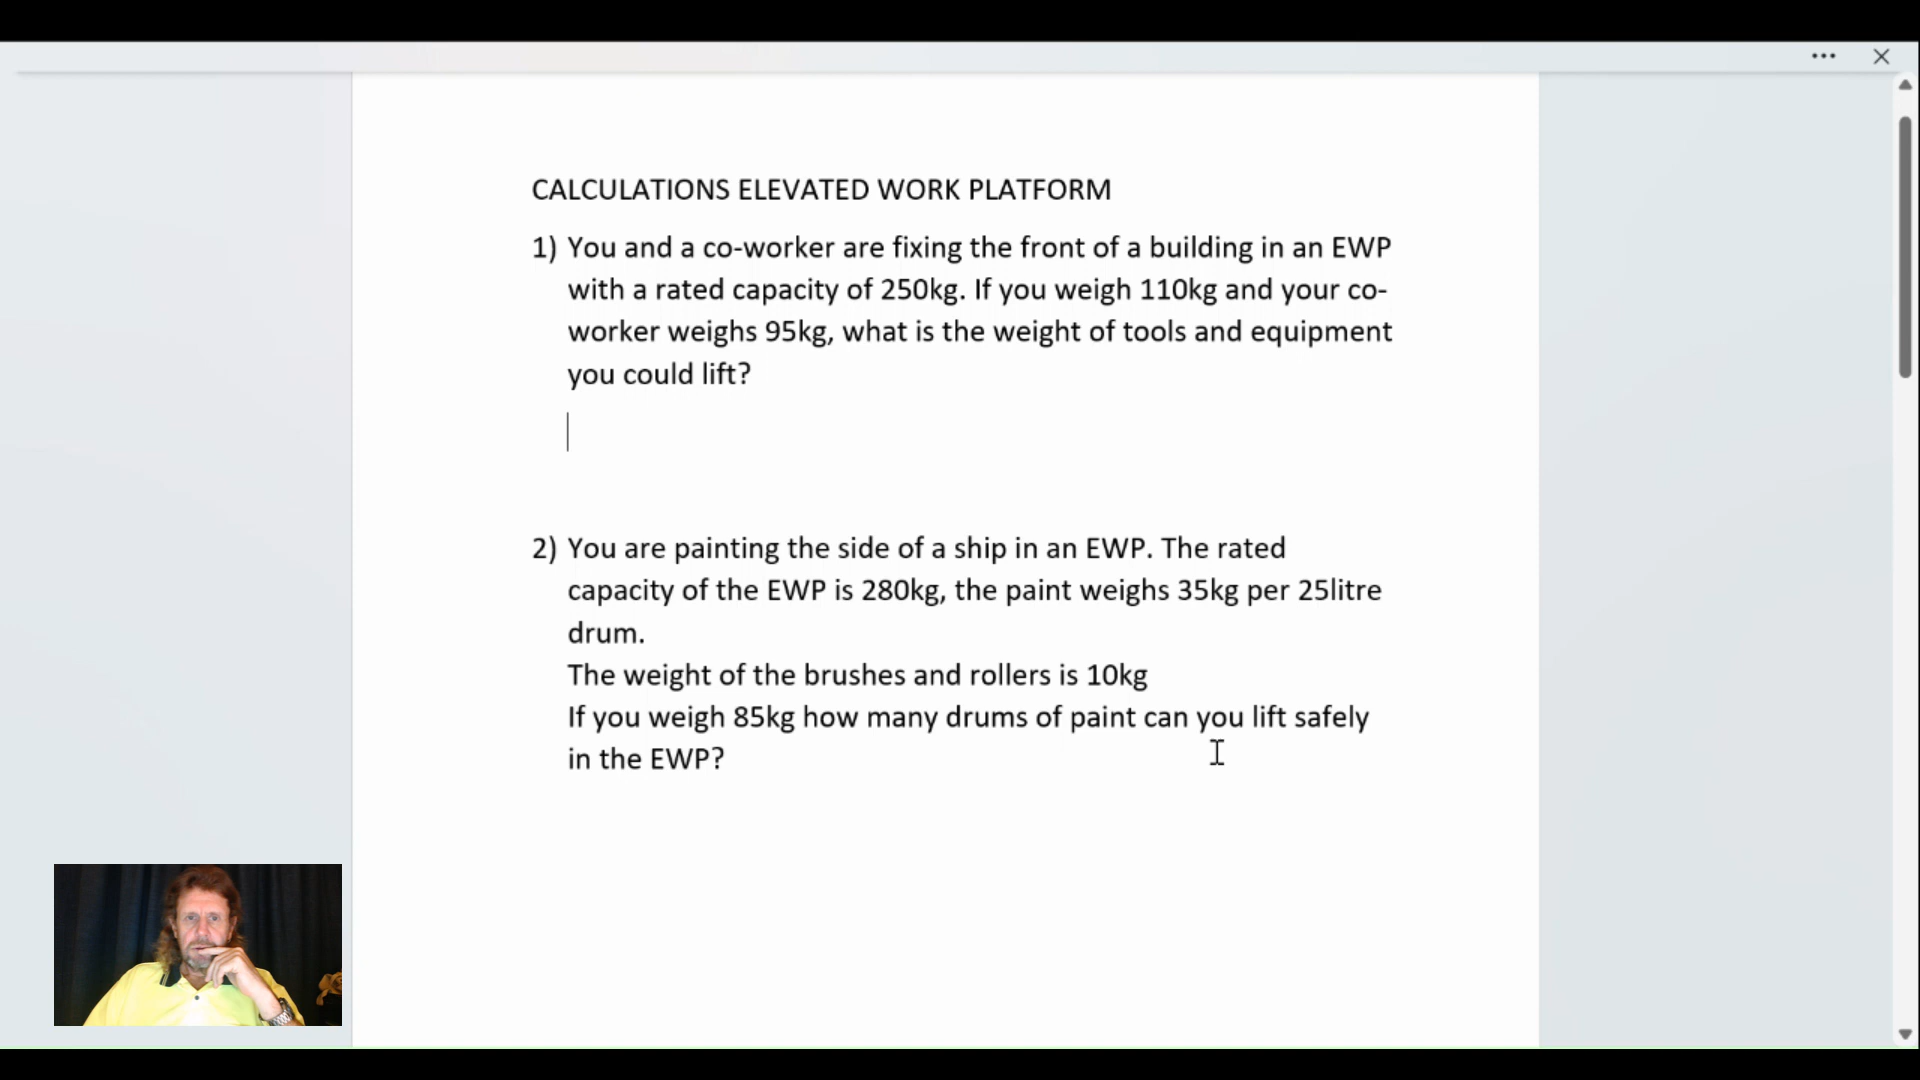 CALCULATIONS ELEVATED WORK PLATFORM
1) You and a co-worker are fixing the front of a building in an EWP
with a rated capacity of 250kg. If you weigh 110kg and your co-
worker weighs 95kg, what is the weight of tools and equipment
you could lift?
2) You are painting the side of a ship in an EWP. The rated
capacity of the EWP is 280kg, the paint weighs 35kg per 25litre
drum.
The weight of the brushes and rollers is 10kg
If you weigh 85kg how many drums of paint can you lift safely
in the EWP?